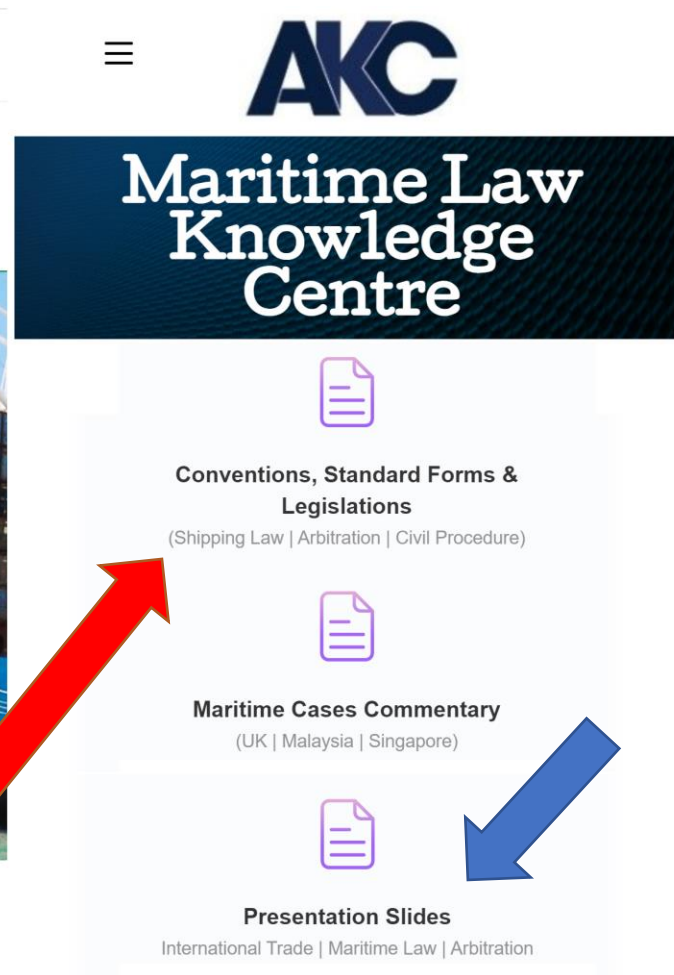 AKC
Maritime Law
Knowledge
Centre
Conventions, Standard Forms &
Legislations
(Shipping Law | Arbitration | Civil Procedure)
Maritime Cases Commentary
(UK | Malaysia | Singapore)
Presentation Slides
International Trade | Maritime Law | Arbitration